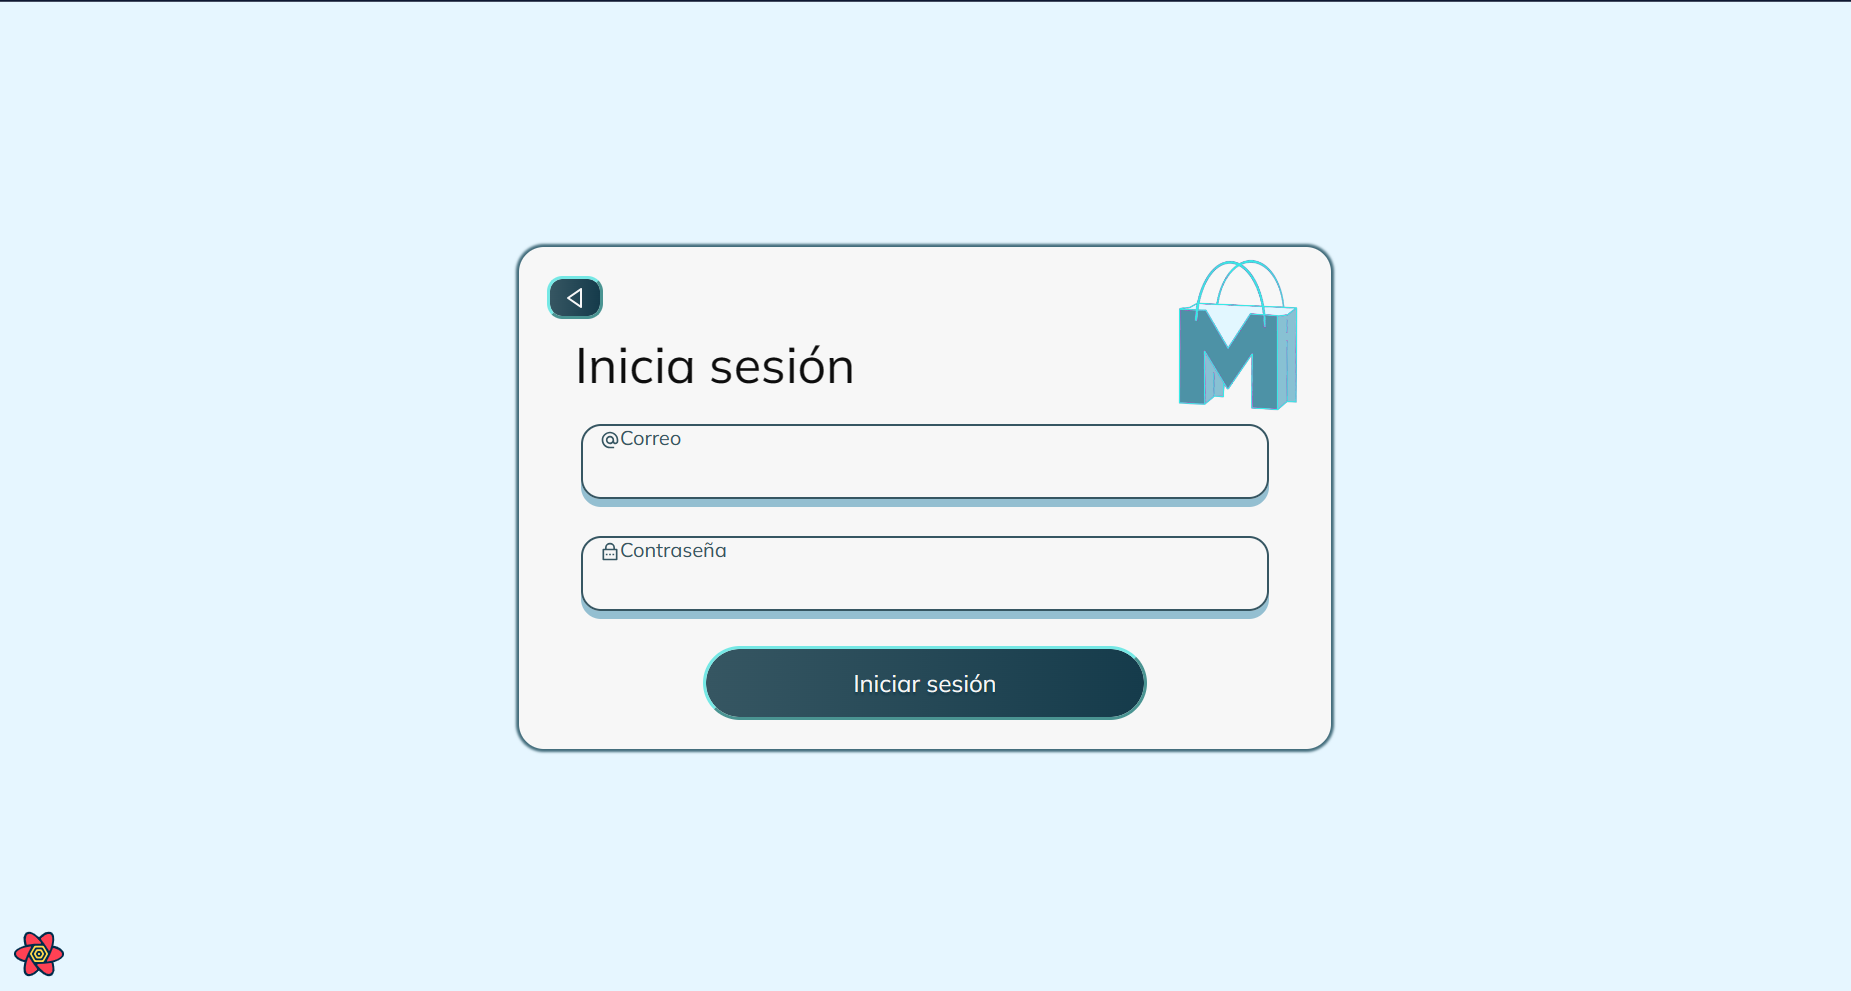 M
Inicia sesión
Correo
Contraseña
Iniciar sesión